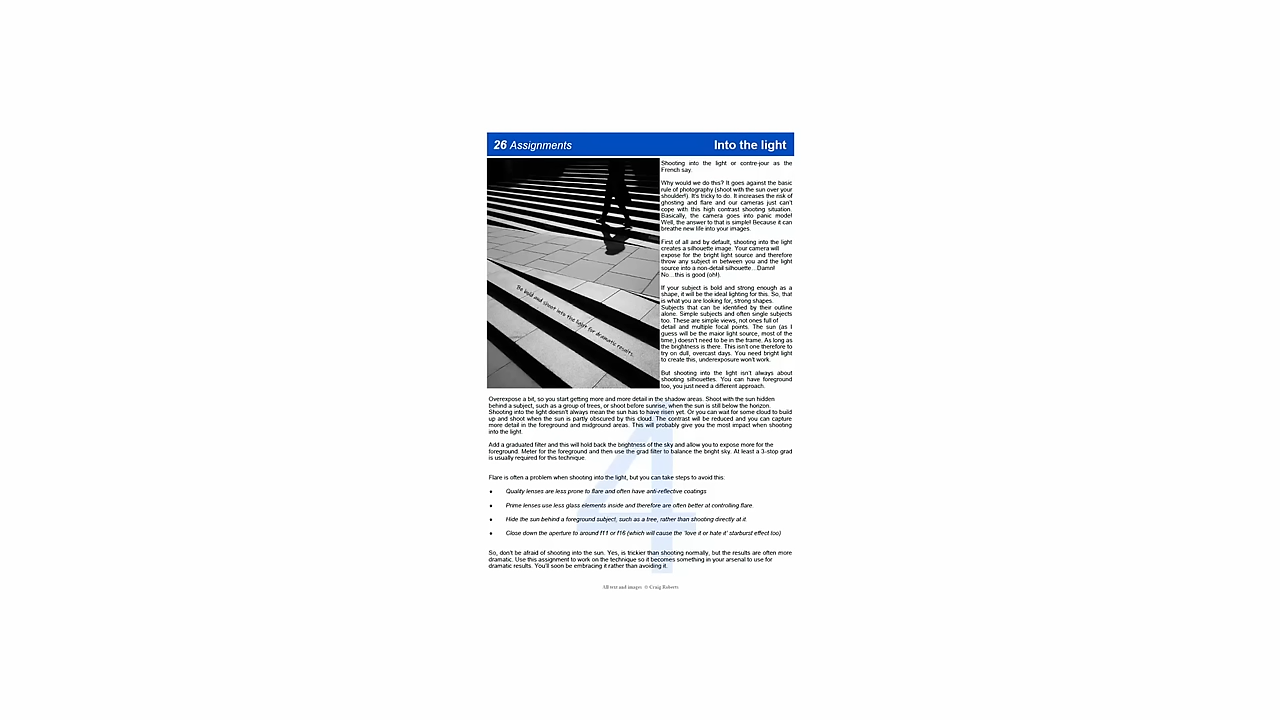 26 Assignments
Into the light
Shooting into the light or contre-jour as the
French say.
Why would we do this? It goes against the basic
rule of photography (shoot with the sun over your
shoulder!). It's tricky to do. It increases the risk of
ghosting and flare and our cameras just can't
cope with this high contrast shooting situation.
Basically, the camera goes into panic mode!
Well, the answer to that is simple! Because it can
breathe new life into your images.
First of all and by default, shooting into the light
creates a silhouette image. Your camera will
expose for the bright light source and therefore
throw any subject in between you and the light
source into a non-detail silhouette…Damn!
No…this is good (oh!).
If your subject is bold and strong enough as a
shape, it will be the ideal lighting for this. So, that
is what you are looking for, strong shapes.
Subjects that can be identified by their outline
alone. Simple subjects and often single subjects
too. These are simple views, not ones full of
detail and multiple focal points. The sun (as I
guess will be the major light source, most of the
time,) doesn't need to be in the frame. As long as
the brightness is there. This isn't one therefore to
try on dull, overcast days. You need bright light
to create this, underexposure won't work.
But shooting into the light isn't always about
shooting silhouettes. You can have foreground
too, you just need a different approach.
Be bold and shoot into the light for dramatic results.
Overexpose a bit, so you start getting more and more detail in the shadow areas. Shoot with the sun hidden
behind a subject, such as a group of trees, or shoot before sunrise, when the sun is still below the horizon.
Shooting into the light doesn't always mean the sun has to have risen yet. Or you can wait for some cloud to build
up and shoot when the sun is partly obscured by this cloud. The contrast will be reduced and you can capture
more detail in the foreground and midground areas. This will probably give you the most impact when shooting
into the light.
Add a graduated filter and this will hold back the brightness of the sky and allow you to expose more for the
foreground. Meter for the foreground and then use the grad filter to balance the bright sky. At least a 3-stop grad
is usually required for this technique.
Flare is often a problem when shooting into the light, but you can take steps to avoid this:
• Quality lenses are less prone to flare and often have anti-reflective coatings
• Prime lenses use less glass elements inside and therefore are often better at controlling flare.
• Hide the sun behind a foreground subject, such as a tree, rather than shooting directly at it.
• Close down the aperture to around f11 or f16 (which will cause the 'love it or hate it' starburst effect too)
So, don't be afraid of shooting into the sun. Yes, is trickier than shooting normally, but the results are often more
dramatic. Use this assignment to work on the technique so it becomes something in your arsenal to use for
dramatic results. You'll soon be embracing it rather than avoiding it.
4
All text and images © Craig Roberts